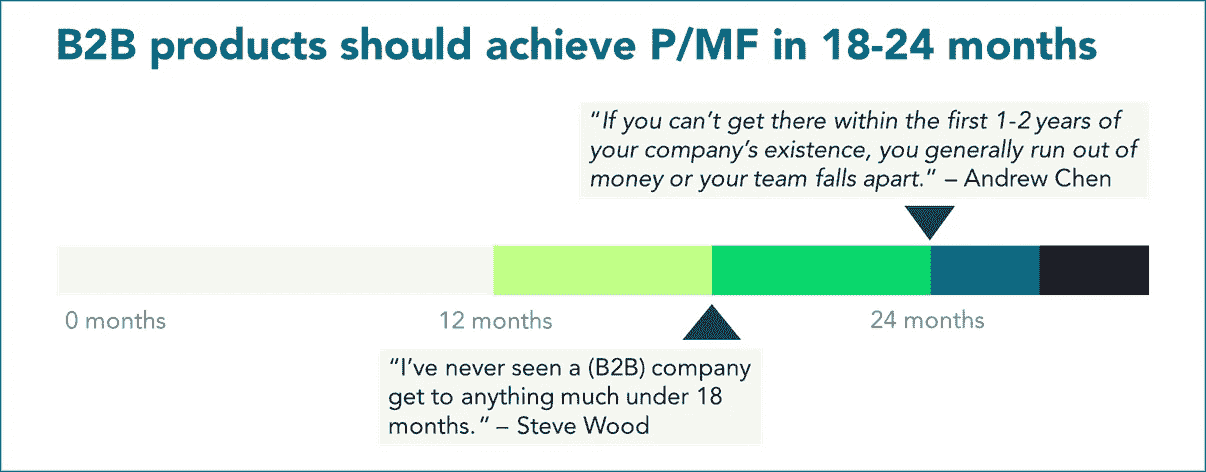 B2B products should achieve P/MF in 18-24 months
“If you can’t get there within the first 1-2 years of
your company’s existence, you generally run out of
money or your team falls apart.” – Andrew Chen
0 months
12 months
24 months
“I’ve never seen a (B2B) company
get to anything much under 18
months.” – Steve Wood